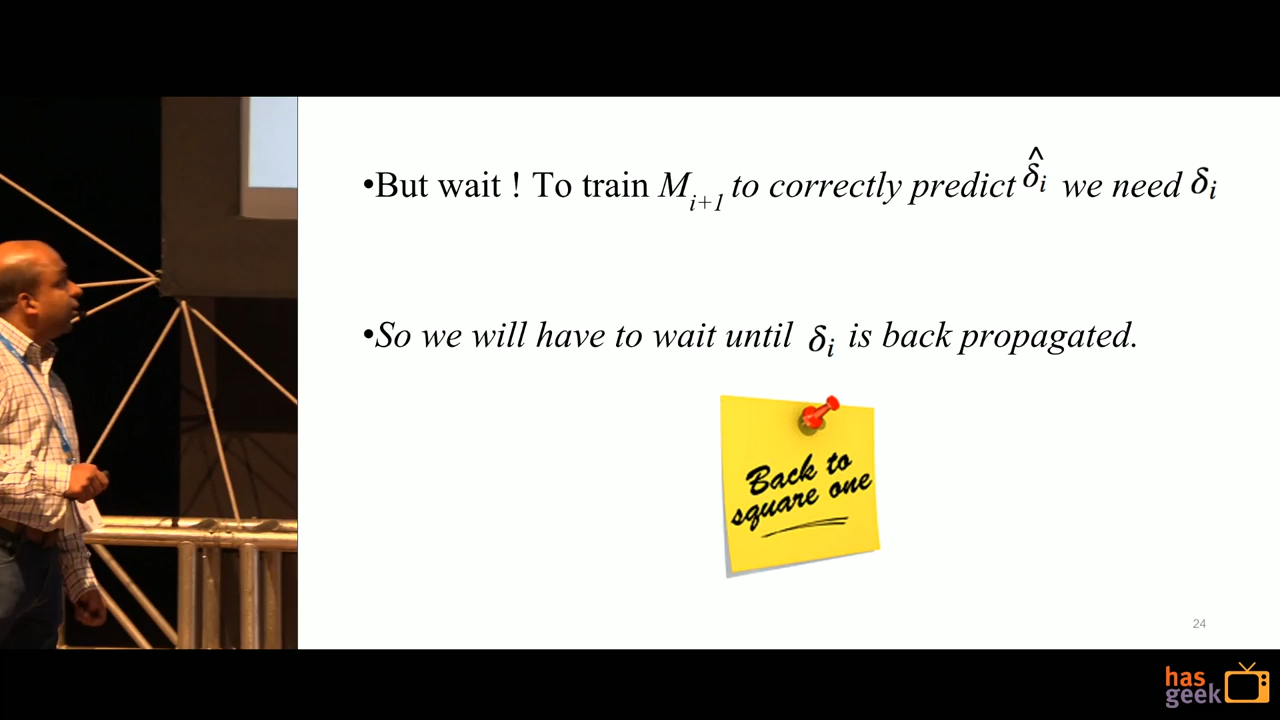 •But wait ! To train M_{i+1} to correctly predict \hat{δ}_i we need δ_i
•So we will have to wait until δ_i is back propagated.
Back to
square one
24
has
geek